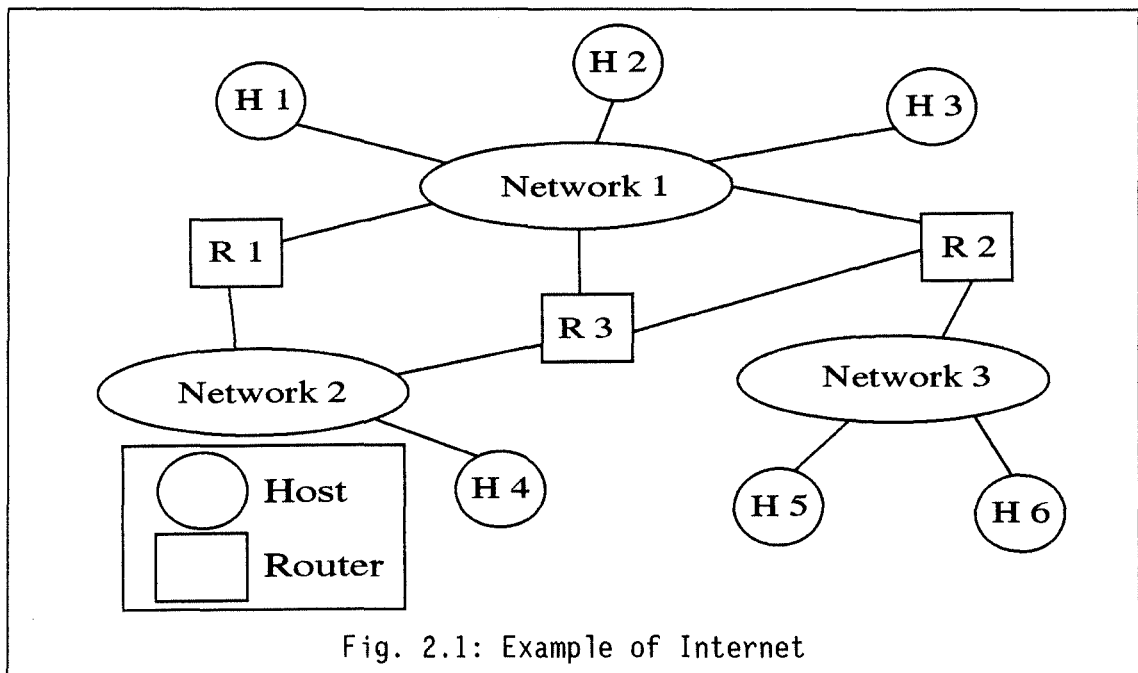 H 1
H 2
H 3
Network 1
R 1
R 2
R 3
Network 2
Network 3
H 4
H 5
H 6
Host
Router
Fig. 2.1: Example of Internet